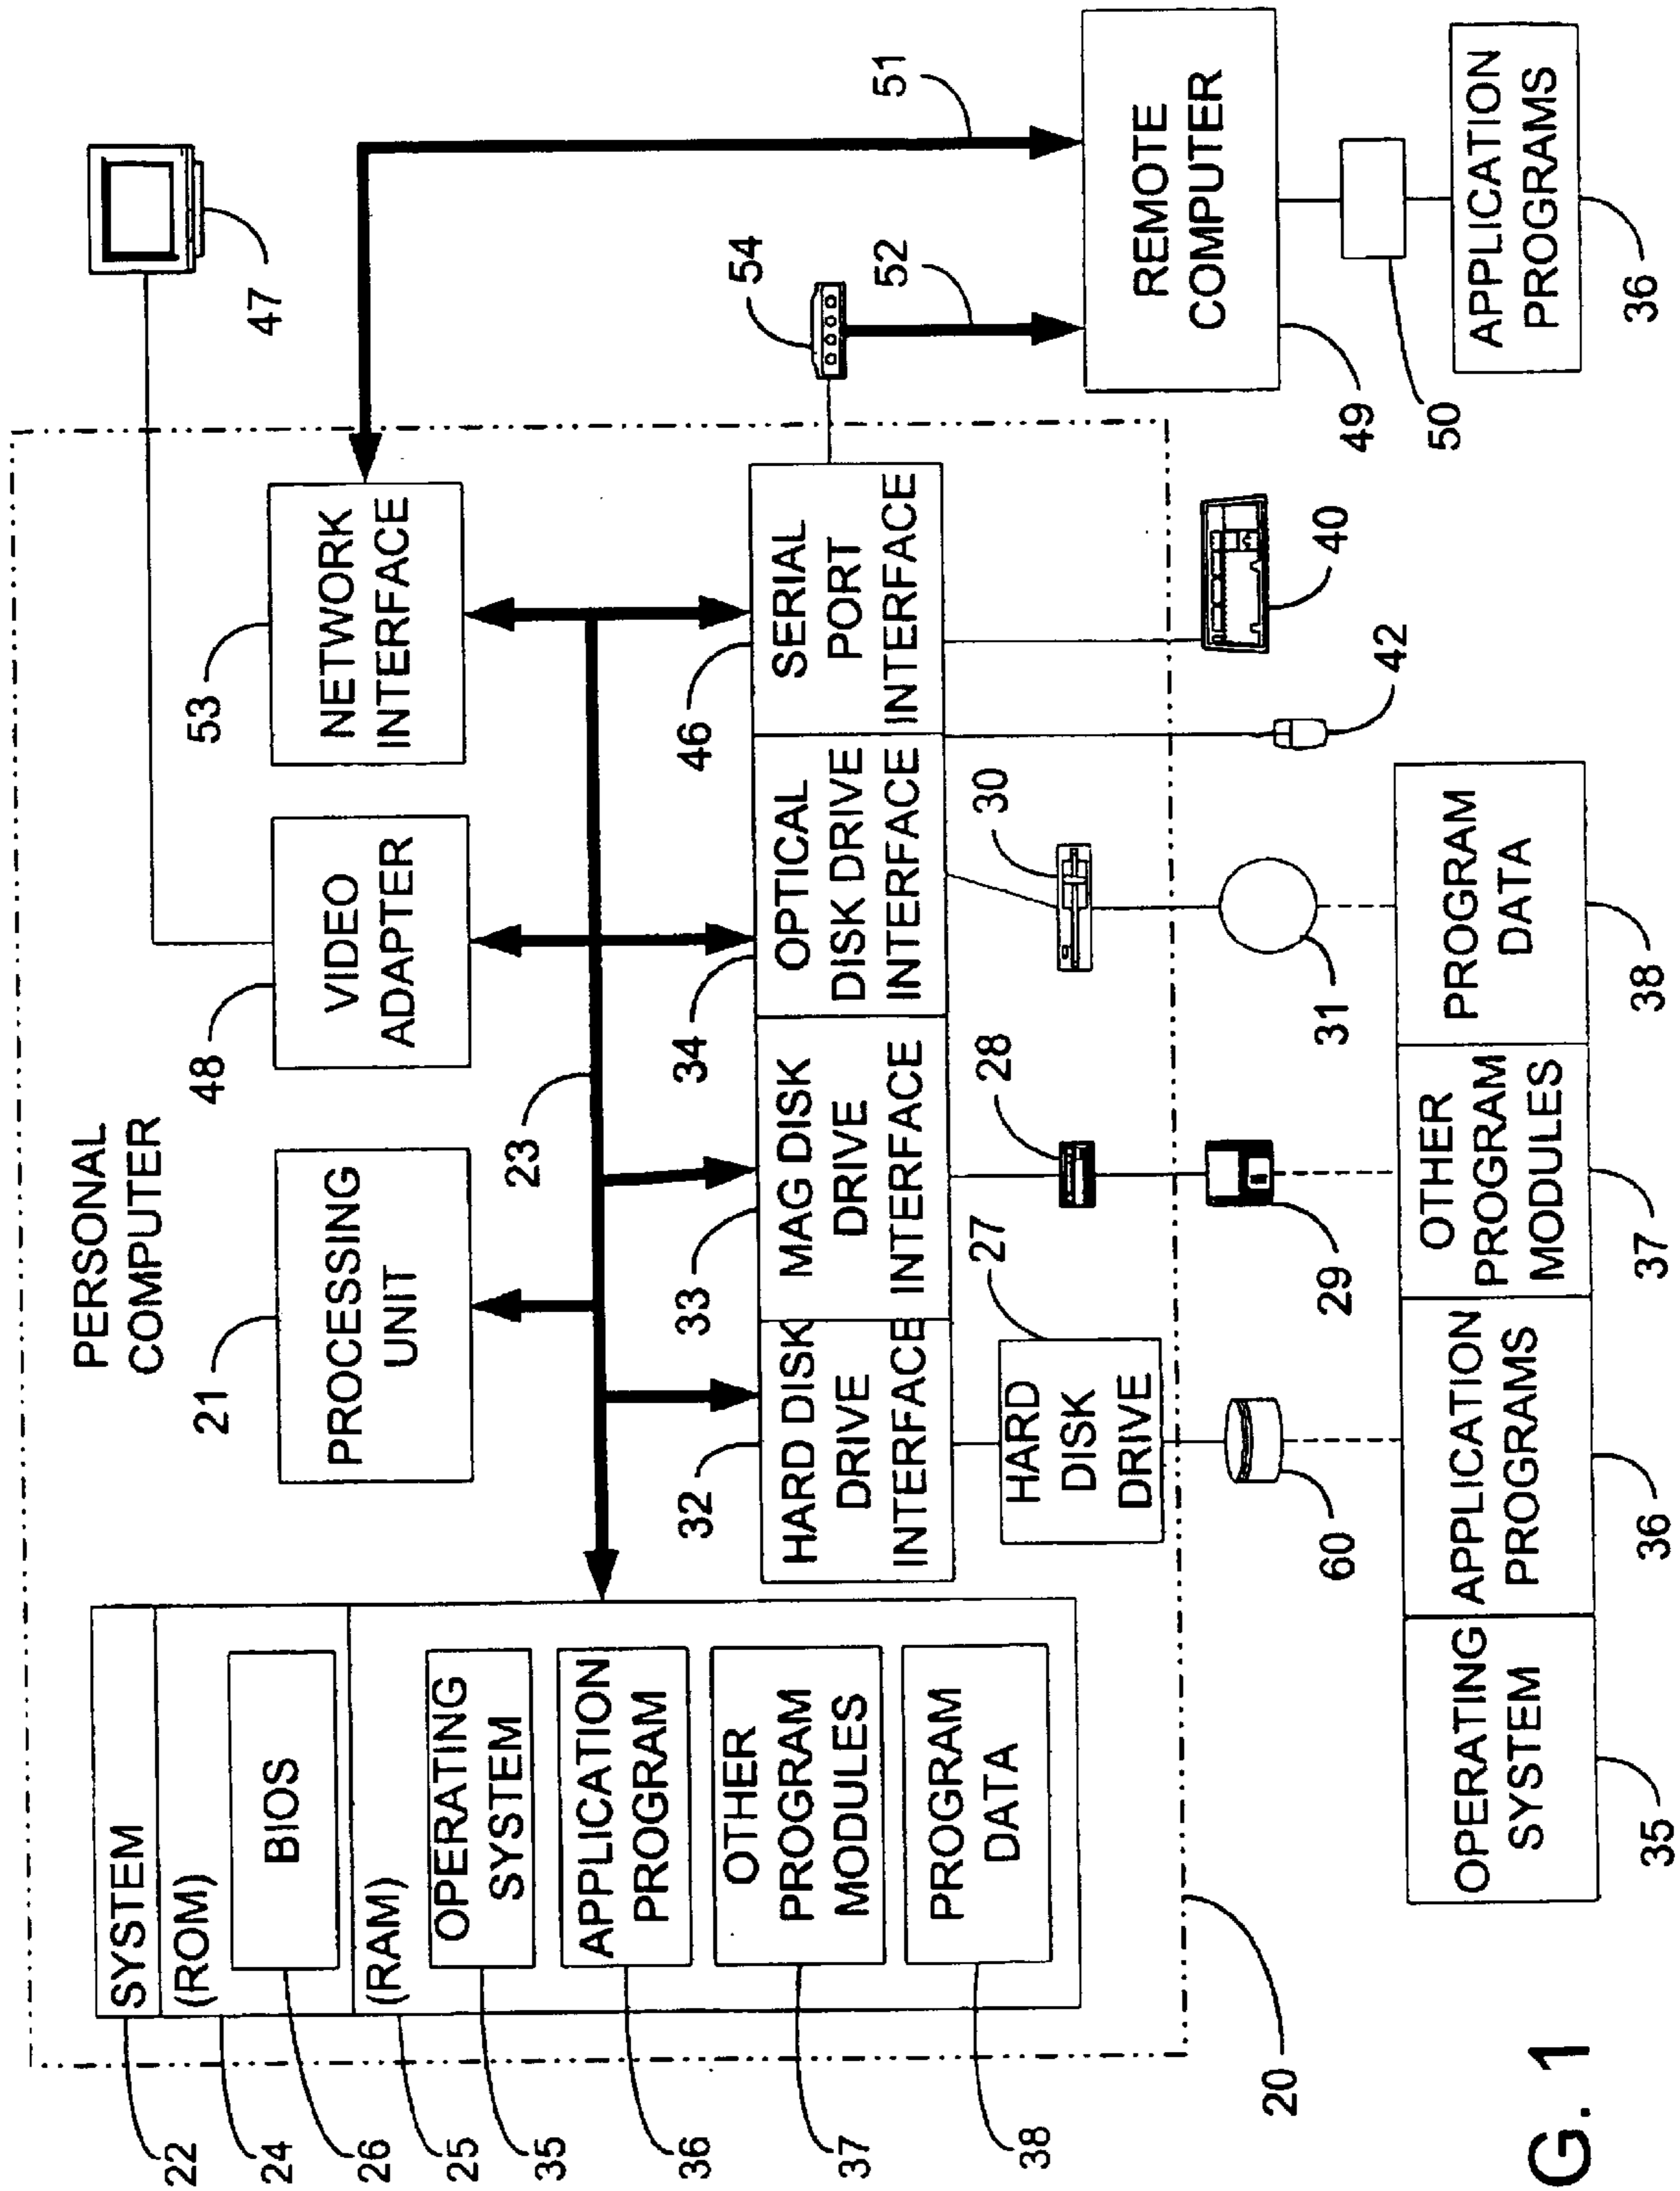 PERSONAL
COMPUTER
47
SYSTEM
22
(ROM)
24
BIOS
26
(RAM)
25
OPERATING
SYSTEM
35
APPLICATION
PROGRAM
36
OTHER
PROGRAM
MODULES
37
PROGRAM
DATA
38
21
PROCESSING
UNIT
48
VIDEO
ADAPTER
53
NETWORK
INTERFACE
23
32
HARD DISK
DRIVE
INTERFACE
33
MAG DISK
DRIVE
INTERFACE
34
OPTICAL
DISK DRIVE
INTERFACE
46
SERIAL
PORT
INTERFACE
54
52
51
27
HARD
DISK
DRIVE
28
30
20
60
29
31
42
40
REMOTE
COMPUTER
49
50
APPLICATION
PROGRAMS
36
OPERATING
SYSTEM
35
APPLICATION
PROGRAMS
36
OTHER
PROGRAM
MODULES
37
PROGRAM
DATA
38
G. 1